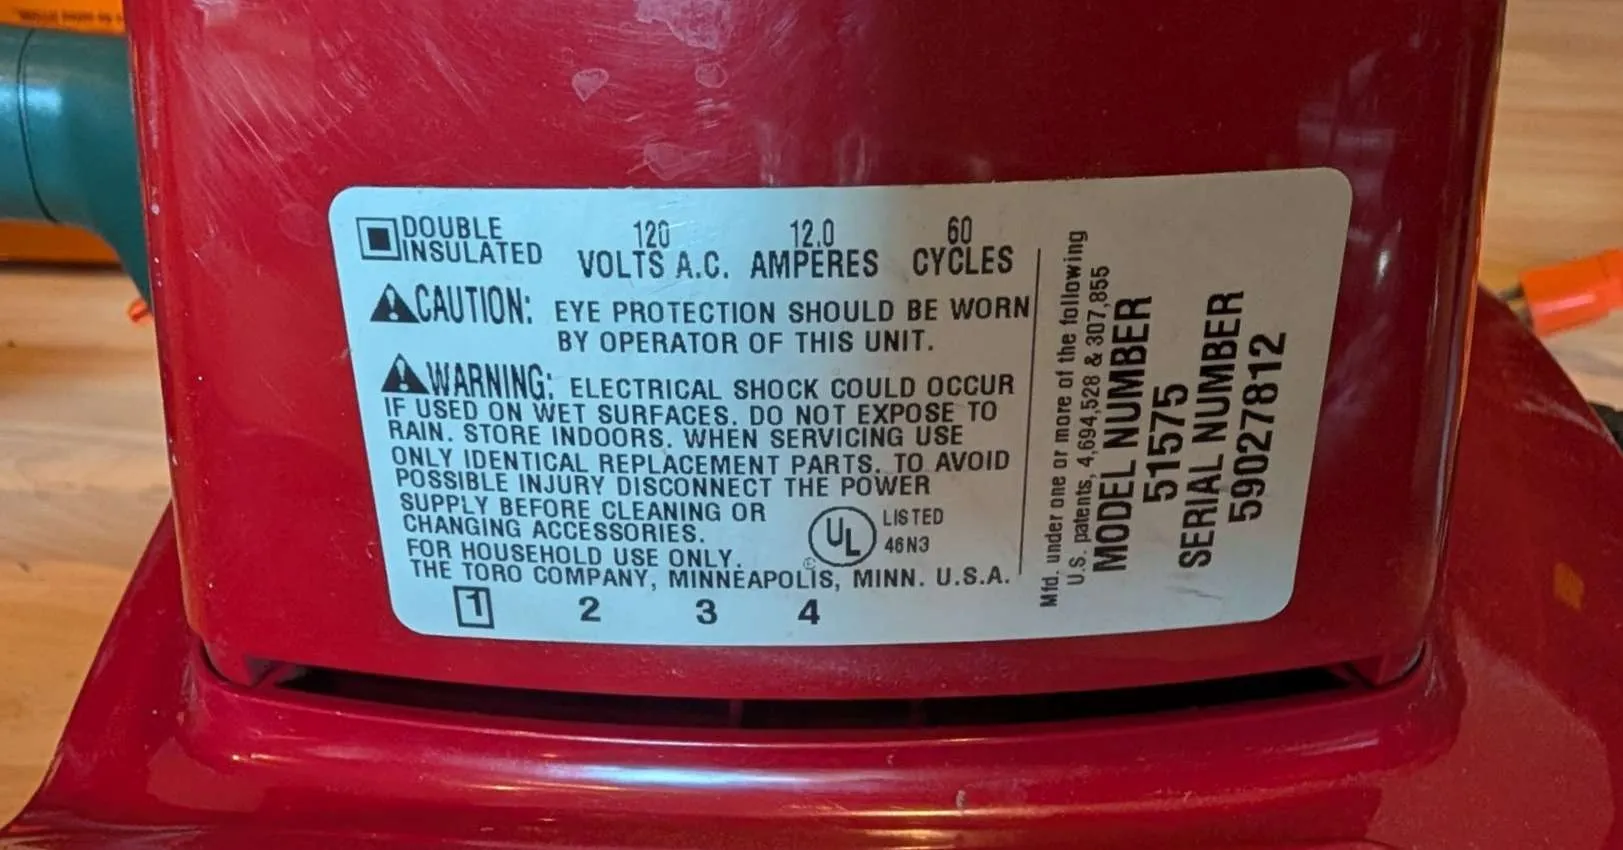 DOUBLE
INSULATED
120
VOLTS A.C.
12.0
AMPERES
60
CYCLES
CAUTION: EYE PROTECTION SHOULD BE WORN
BY OPERATOR OF THIS UNIT.
WARNING: ELECTRICAL SHOCK COULD OCCUR
IF USED ON WET SURFACES. DO NOT EXPOSE TO
RAIN. STORE INDOORS. WHEN SERVICING USE
ONLY IDENTICAL REPLACEMENT PARTS. TO AVOID
POSSIBLE INJURY DISCONNECT THE POWER
SUPPLY BEFORE CLEANING OR
CHANGING ACCESSORIES.
FOR HOUSEHOLD USE ONLY.
UL LISTED
46N3
©
THE TORO COMPANY, MINNEAPOLIS, MINN. U.S.A.
1 2 3 4
Mfd. under one or more of the following
U.S. patents, 4,694,528 & 307,855
MODEL NUMBER
51575
SERIAL NUMBER
59027812